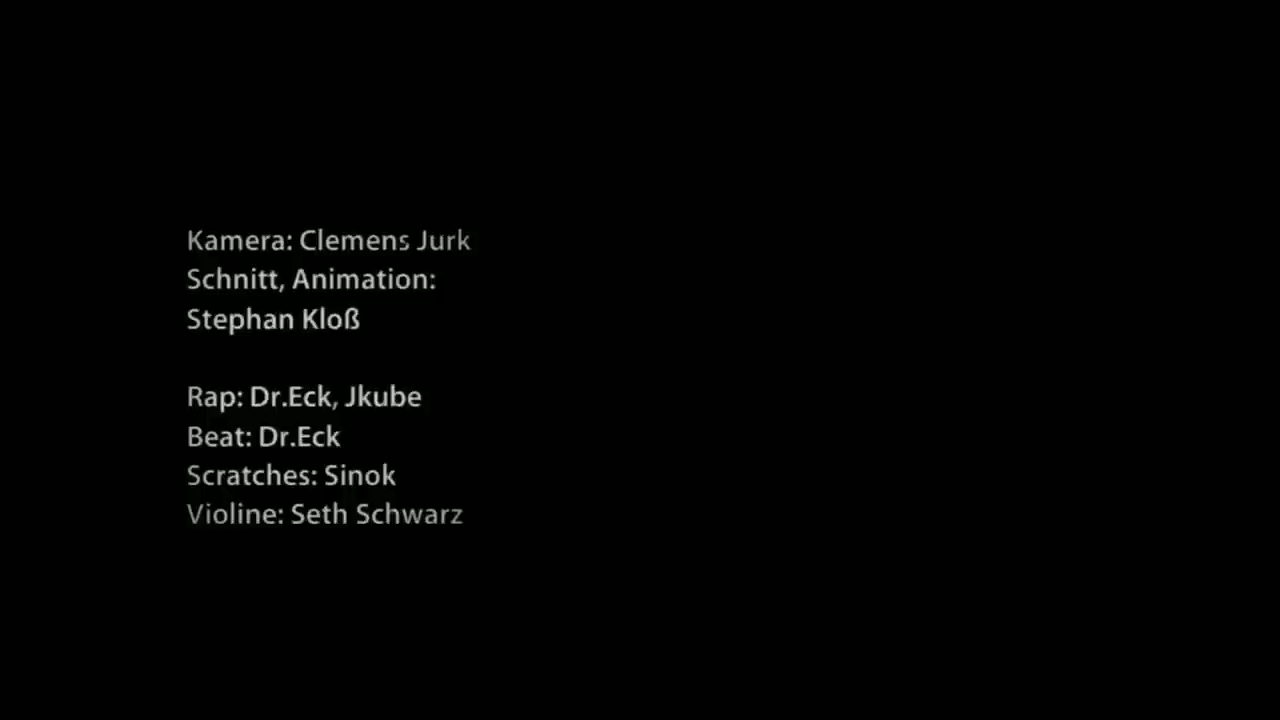 Kamera: Clemens Jurk
Schnitt, Animation:
Stephan Kloß
Rap: Dr.Eck, Jkube
Beat: Dr.Eck
Scratches: Sinok
Violine: Seth Schwarz